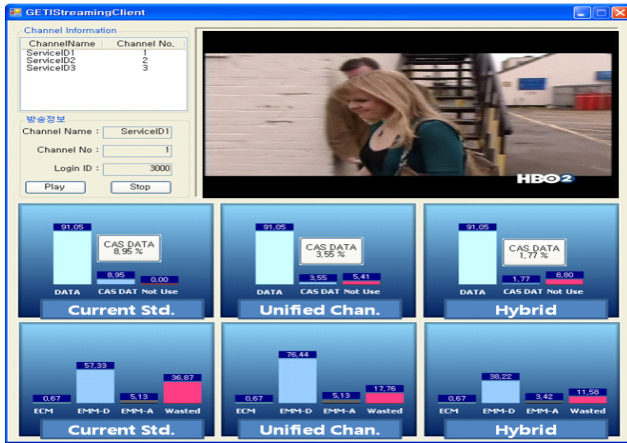 GETIStreamingClient
Channel Information
ChannelName Channel No.
ServiceID1 1
ServiceID2 2
ServiceID3 3
방송정보
Channel Name : ServiceID1
Channel No : 1
Login ID : 3000
Play Stop
HBO2
91,05
CAS DATA
8,95 %
8,95 0,00
DATA CAS DAT Not Use
Current Std.
91,05
CAS DATA
3,55 %
3,55 5,41
DATA CAS DAT Not Use
Unified Chan.
91,05
CAS DATA
1,77 %
1,77 8,80
DATA CAS DAT Not Use
Hybrid
0,67 57,33 5,13 36,87
ECM EMM-D EMM-A Wasted
Current Std.
0,67 76,44 5,13 17,76
ECM EMM-D EMM-A Wasted
Unified Chan.
0,67 38,22 3,42 11,58
ECM EMM-D EMM-A Wasted
Hybrid